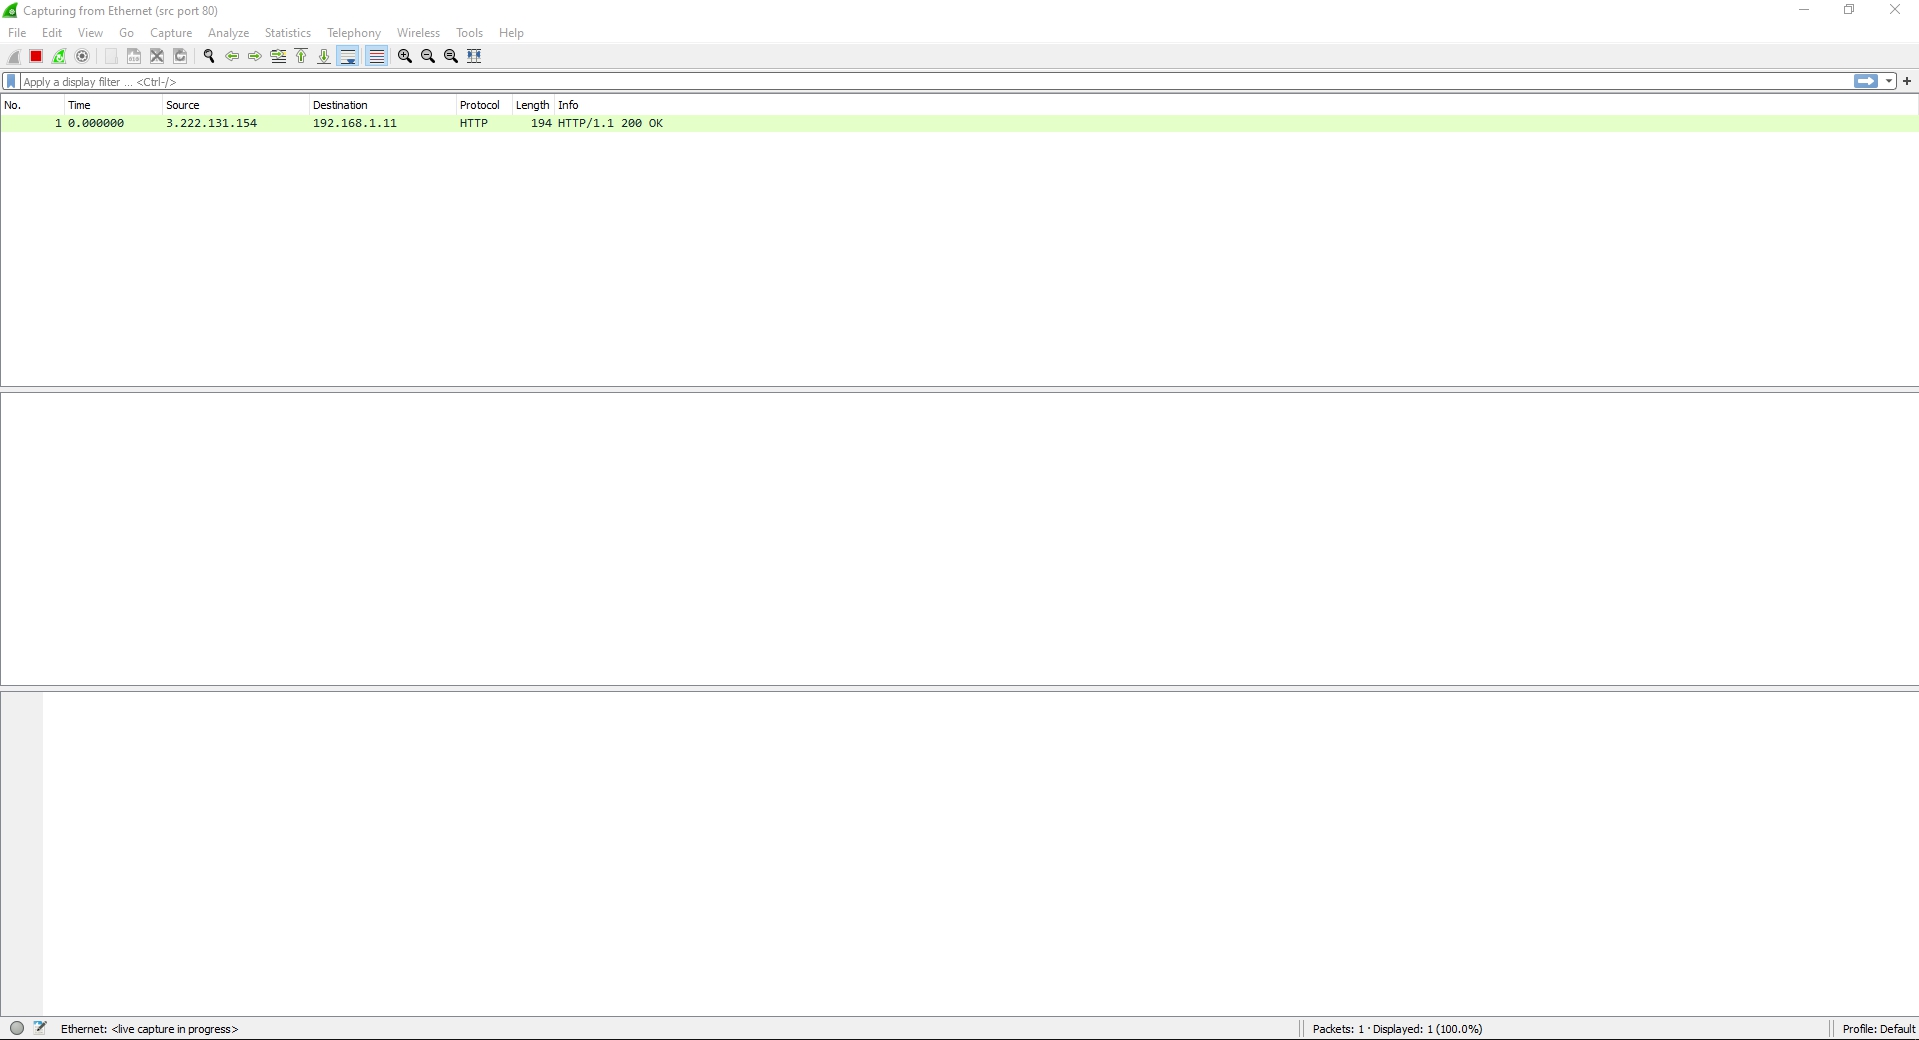 Capturing from Ethernet (src port 80)
File Edit View Go Capture Analyze Statistics Telephony Wireless Tools Help
Apply a display filter ... <Ctrl-/>
No. Time Source Destination Protocol Length Info
1 0.000000 3.222.131.154 192.168.1.11 HTTP 194 HTTP/1.1 200 OK
Ethernet: <live capture in progress> Packets: 1 · Displayed: 1 (100.0%) Profile: Default